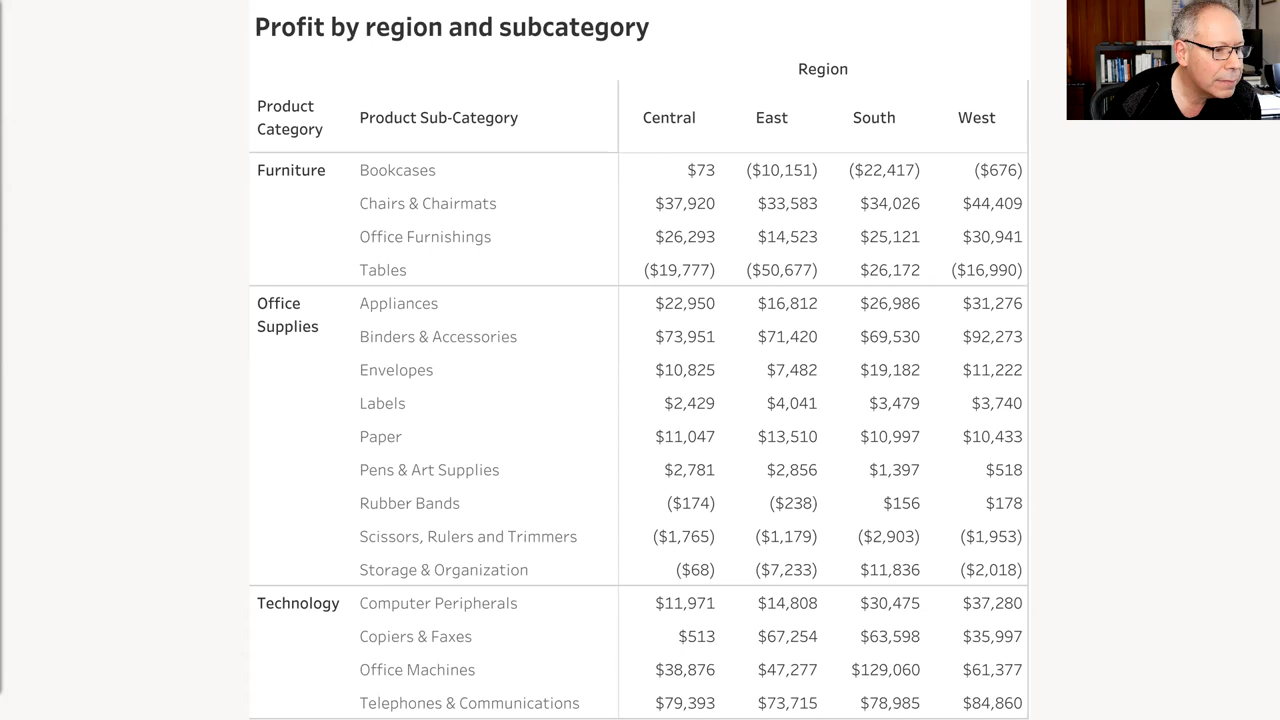 Profit by region and subcategory
Region
Product
Category Product Sub-Category Central East South West
Furniture Bookcases $73 ($10,151) ($22,417) ($676)
Chairs & Chairmats $37,920 $33,583 $34,026 $44,409
Office Furnishings $26,293 $14,523 $25,121 $30,941
Tables ($19,777) ($50,677) $26,172 ($16,990)
Office
Supplies Appliances $22,950 $16,812 $26,986 $31,276
Binders & Accessories $73,951 $71,420 $69,530 $92,273
Envelopes $10,825 $7,482 $19,182 $11,222
Labels $2,429 $4,041 $3,479 $3,740
Paper $11,047 $13,510 $10,997 $10,433
Pens & Art Supplies $2,781 $2,856 $1,397 $518
Rubber Bands ($174) ($238) $156 $178
Scissors, Rulers and Trimmers ($1,765) ($1,179) ($2,903) ($1,953)
Storage & Organization ($68) ($7,233) $11,836 ($2,018)
Technology Computer Peripherals $11,971 $14,808 $30,475 $37,280
Copiers & Faxes $513 $67,254 $63,598 $35,997
Office Machines $38,876 $47,277 $129,060 $61,377
Telephones & Communications $79,393 $73,715 $78,985 $84,860